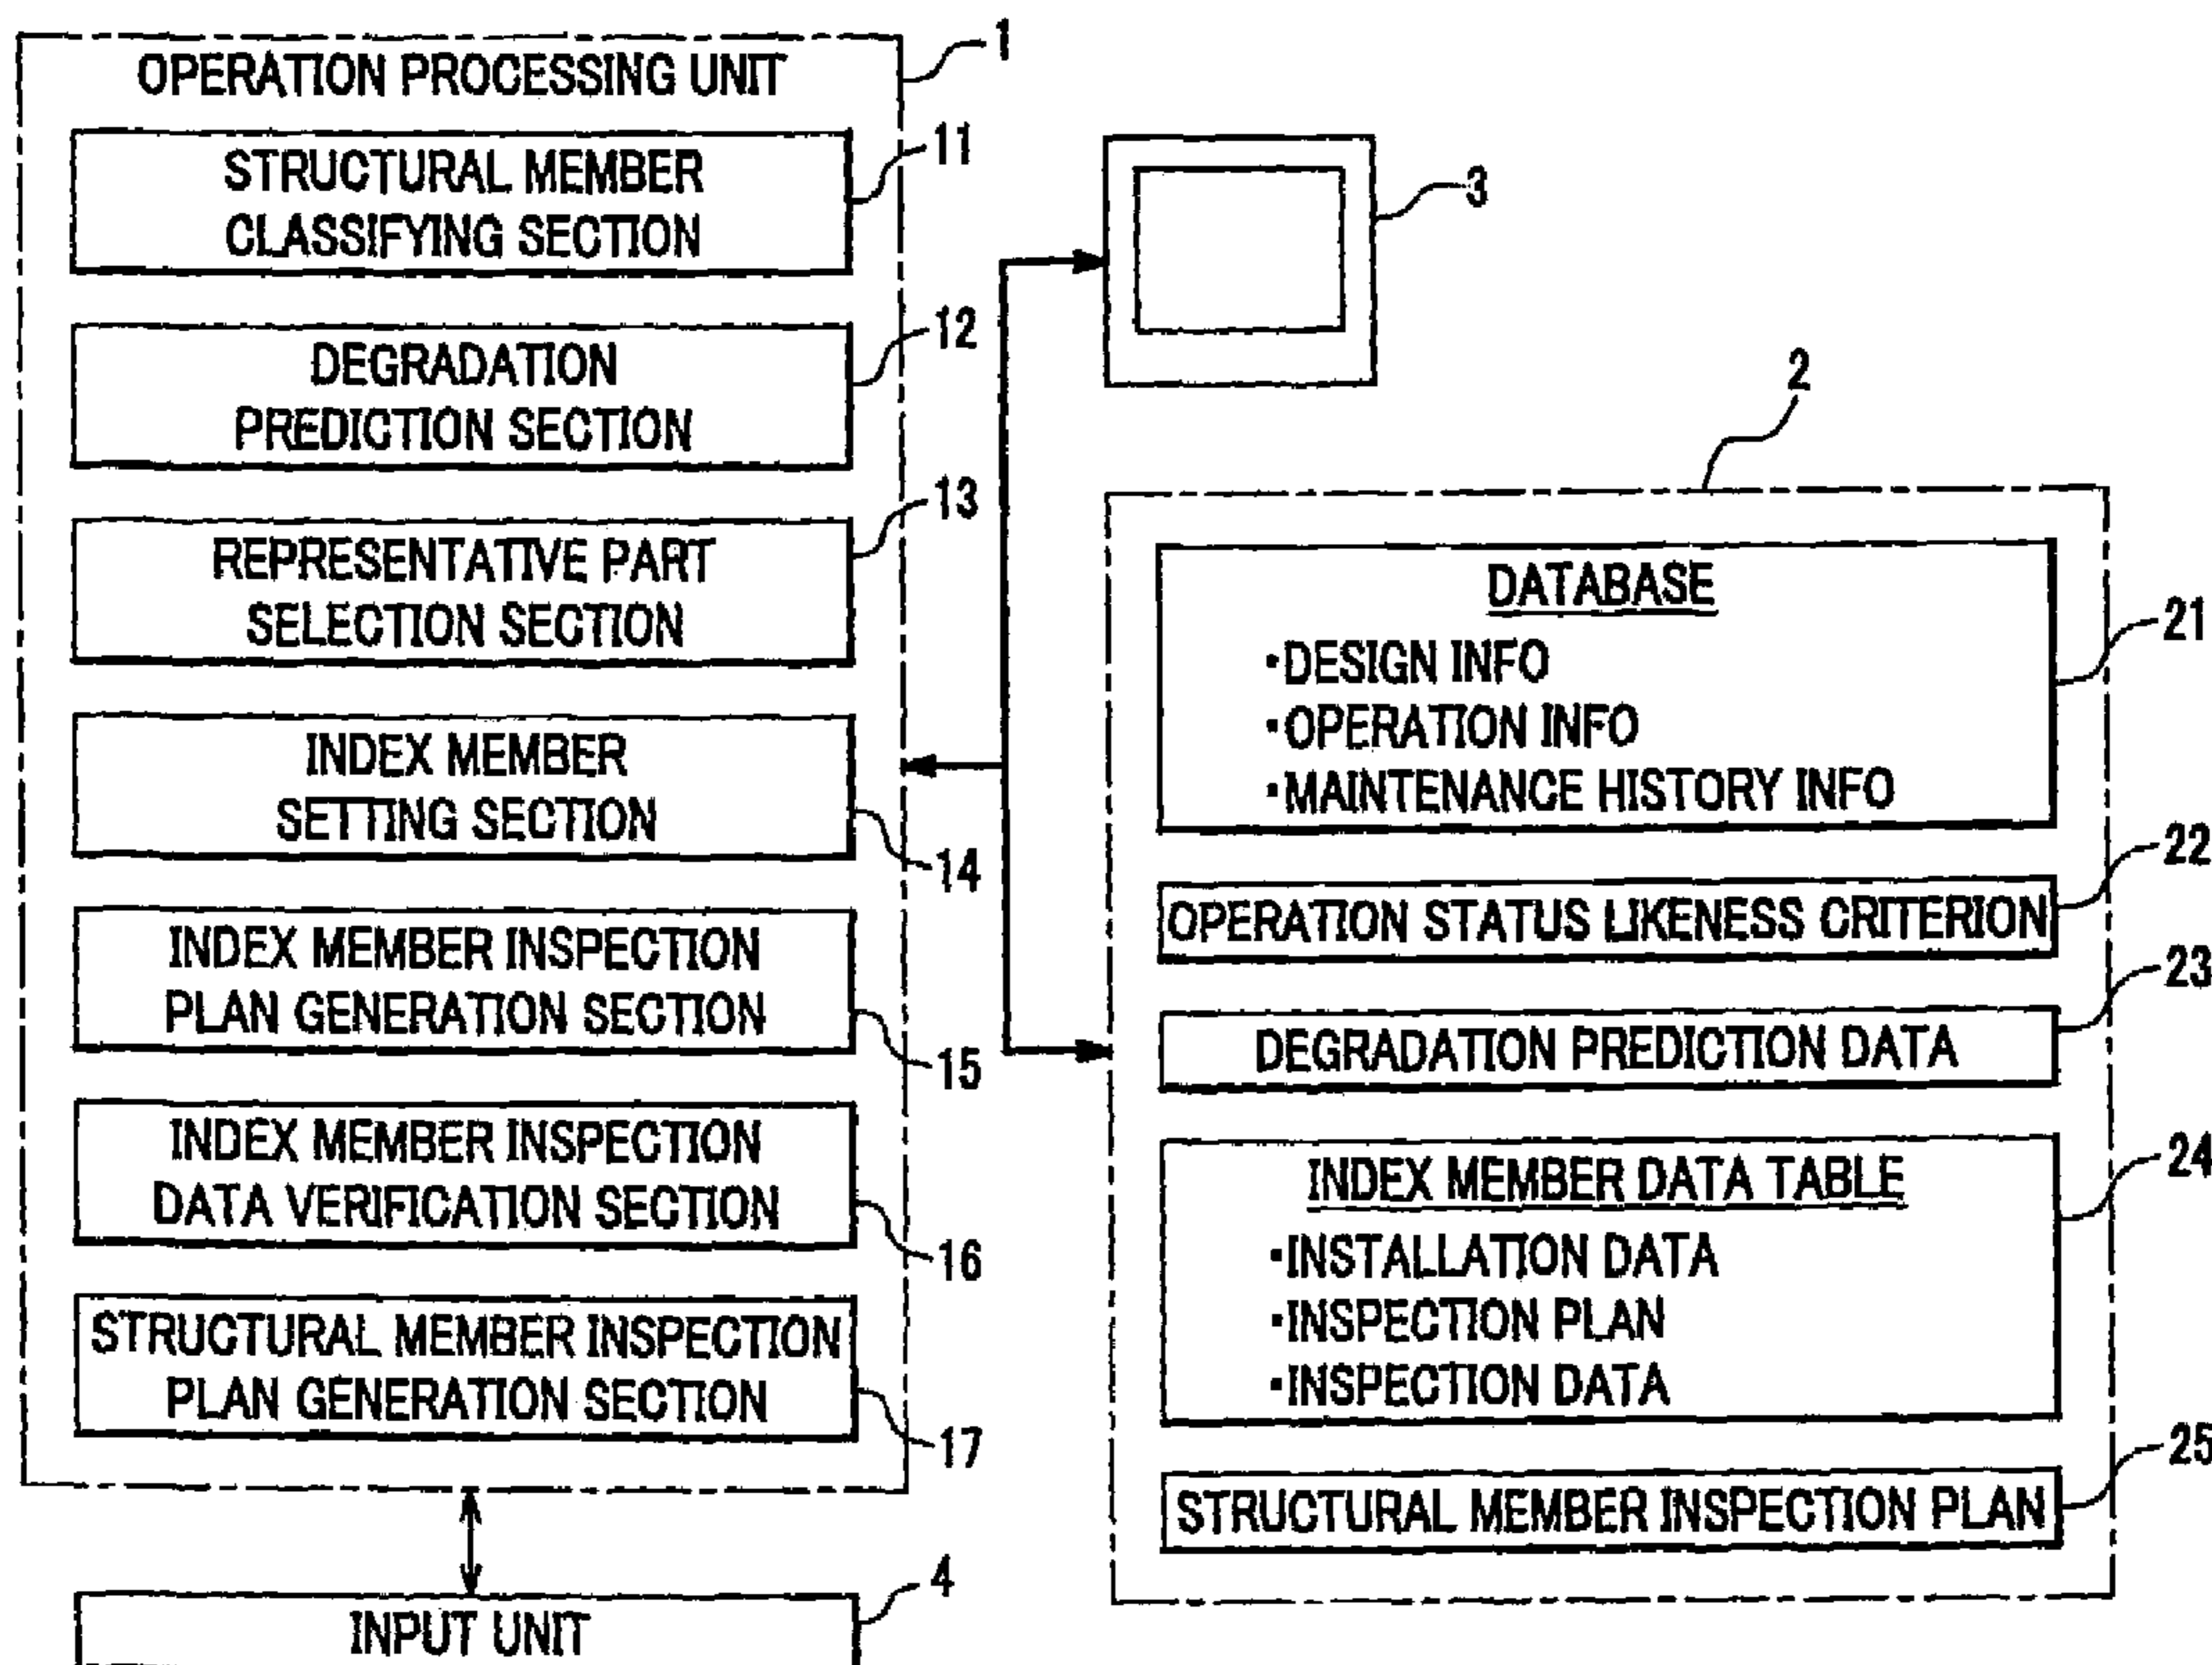 OPERATION PROCESSING UNIT
1
STRUCTURAL MEMBER
CLASSIFYING SECTION
11
DEGRADATION
PREDICTION SECTION
12
REPRESENTATIVE PART
SELECTION SECTION
13
INDEX MEMBER
SETTING SECTION
14
INDEX MEMBER INSPECTION
PLAN GENERATION SECTION
15
INDEX MEMBER INSPECTION
DATA VERIFICATION SECTION
16
STRUCTURAL MEMBER INSPECTION
PLAN GENERATION SECTION
17
INPUT UNIT
4
3
2
DATABASE
・DESIGN INFO
・OPERATION INFO
・MAINTENANCE HISTORY INFO
21
OPERATION STATUS LIKENESS CRITERION
22
DEGRADATION PREDICTION DATA
23
INDEX MEMBER DATA TABLE
・INSTALLATION DATA
・INSPECTION PLAN
・INSPECTION DATA
24
STRUCTURAL MEMBER INSPECTION PLAN
25